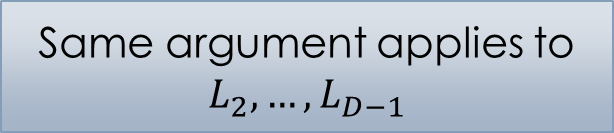 Same argument applies to
𝐿₂, … , 𝐿_{𝐷−1}